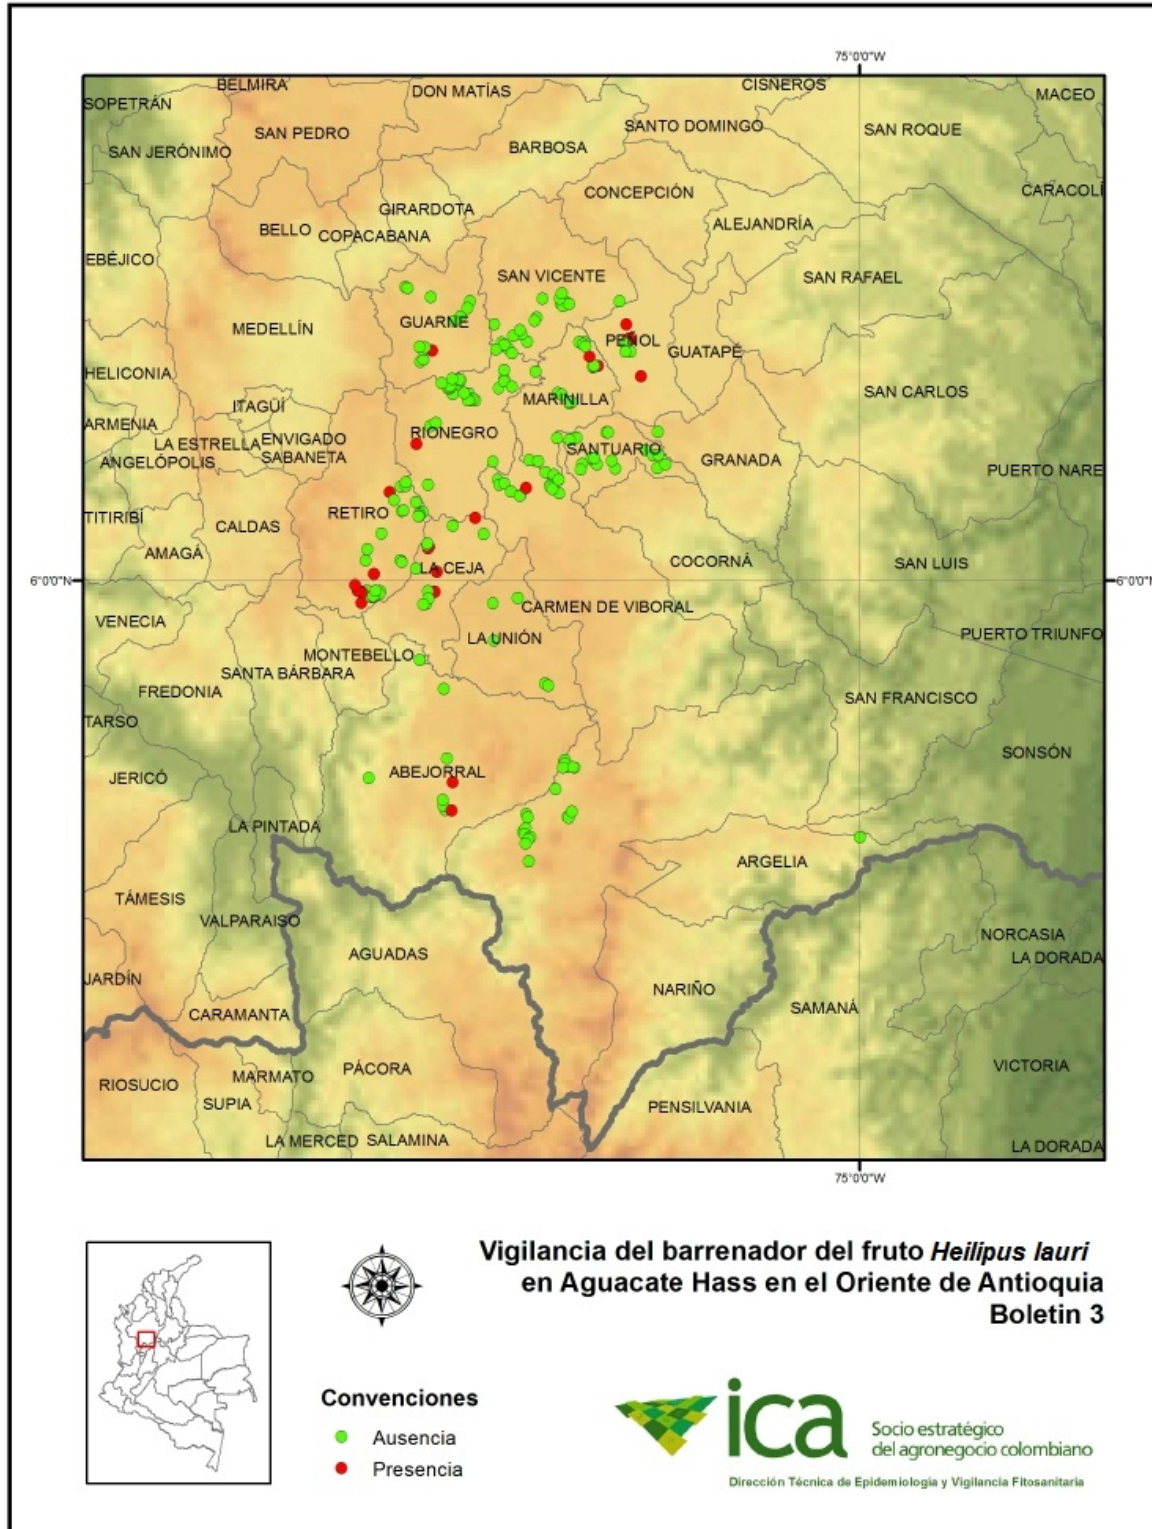 75°0'0"W
BELMIRA
DON MATÍAS
CISNEROS
MACEO
SOPETRÁN
SAN PEDRO
SANTO DOMINGO
SAN ROQUE
SAN JERÓNIMO
BARBOSA
CONCEPCIÓN
CARACOLÍ
GIRARDOTA
ALEJANDRÍA
BELLO
COPACABANA
EBÉJICO
SAN VICENTE
SAN RAFAEL
MEDELLÍN
GUARNE
PEÑOL
GUATAPÉ
HELICONIA
SAN CARLOS
ITAGÜÍ
MARINILLA
ARMENIA
LA ESTRELLA
ENVIGADO
RIONEGRO
SANTUARIO
ANGELÓPOLIS
SABANETA
GRANADA
PUERTO NARE
TITIRIBÍ
CALDAS
RETIRO
AMAGÁ
LA CEJA
COCORNÁ
SAN LUIS
6°0'0"N
6°0'0"N
VENECIA
CARMEN DE VIBORAL
LA UNIÓN
PUERTO TRIUNFO
MONTEBELLO
SANTA BÁRBARA
FREDONIA
SAN FRANCISCO
TARSO
SONSÓN
JERICÓ
ABEJORRAL
LA PINTADA
ARGELIA
TÁMESIS
VALPARAISO
NORCASIA
AGUADAS
LA DORADA
JARDÍN
NARIÑO
SAMANÁ
CARAMANTA
VICTORIA
RIOSUCIO
MARMATO
PÁCORA
SUPIA
PENSILVANIA
LA MERCED
SALAMINA
LA DORADA
75°0'0"W
Vigilancia del barrenador del fruto Heilipus lauri
en Aguacate Hass en el Oriente de Antioquia
Boletin 3
Convenciones
Ausencia
Presencia
ica
Socio estratégico
del agronegocio colombiano
Dirección Técnica de Epidemiología y Vigilancia Fitosanitaria